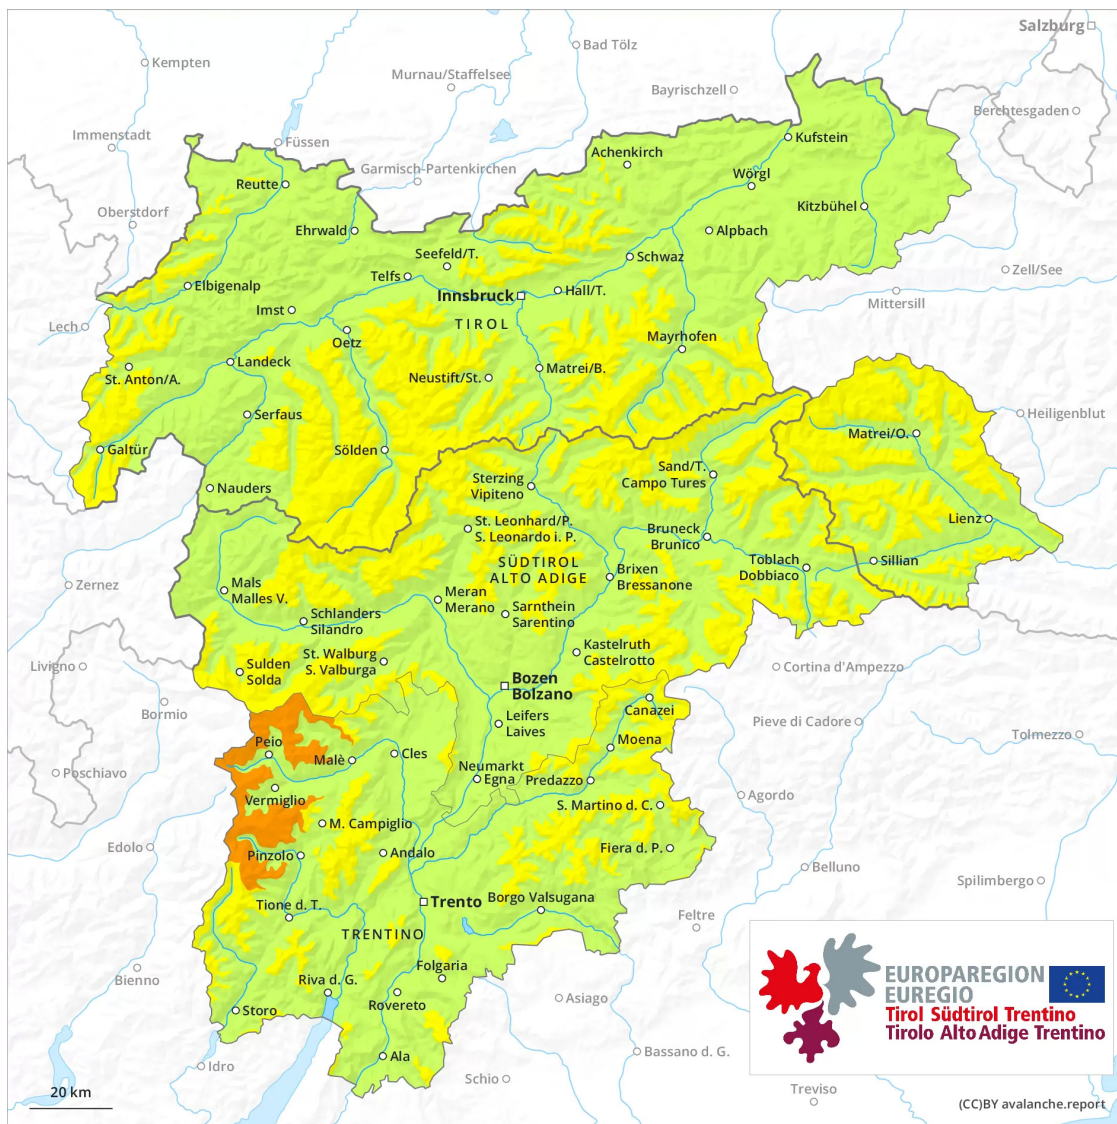 Salzburg
Bad Tölz
Kempten
Murnau/Staffelsee
Bayrischzell
Berchtesgaden
Immenstadt
Füssen
Kufstein
Achenkirch
Garmisch-Partenkirchen
Wörgl
Reutte
Oberstdorf
Kitzbühel
Ehrwald
Alpbach
Seefeld/T.
Schwaz
Telfs
Zell/See
Elbigenalp
Innsbruck
Hall/T.
Mittersill
Imst
TIROL
Lech
Oetz
Mayrhofen
Landeck
St. Anton/A.
Neustift/St.
Matrei/B.
Serfaus
Heiligenblut
Matrei/O.
Galtür
Sölden
Sand/T.
Campo Tures
Sterzing
Vipiteno
Nauders
Lienz
St. Leonhard/P.
S. Leonardo i. P.
Bruneck
Brunico
SÜDTIROL
ALTO ADIGE
Toblach
Dobbiaco
Sillian
Brixen
Bressanone
Zernez
Mals
Malles V.
Meran
Merano
Sarnthein
Sarentino
Schlanders
Silandro
Kastelruth
Castelrotto
St. Walburg
S. Valburga
Livigno
Sulden
Solda
Cortina d'Ampezzo
Bozen
Bolzano
Bormio
Canazei
Leifers
Laives
Pieve di Cadore
Tolmezzo
Peio
Moena
Malè
Cles
Poschiavo
Neumarkt
Egna
Predazzo
Vermiglio
Agordo
S. Martino d. C.
M. Campiglio
Edolo
Pinzolo
Andalo
Fiera d. P.
Belluno
Spilimbergo
Tione d. T.
Trento
Borgo Valsugana
Feltre
TRENTINO
Folgaria
Bienno
Riva d. G.
Rovereto
Asiago
Storo
EUROPAREGION
EUREGIO
Tirol Südtirol Trentino
Tirolo Alto Adige Trentino
Ala
Bassano d. G.
Idro
Schio
Treviso
20 km
(CC)BY avalanche.report